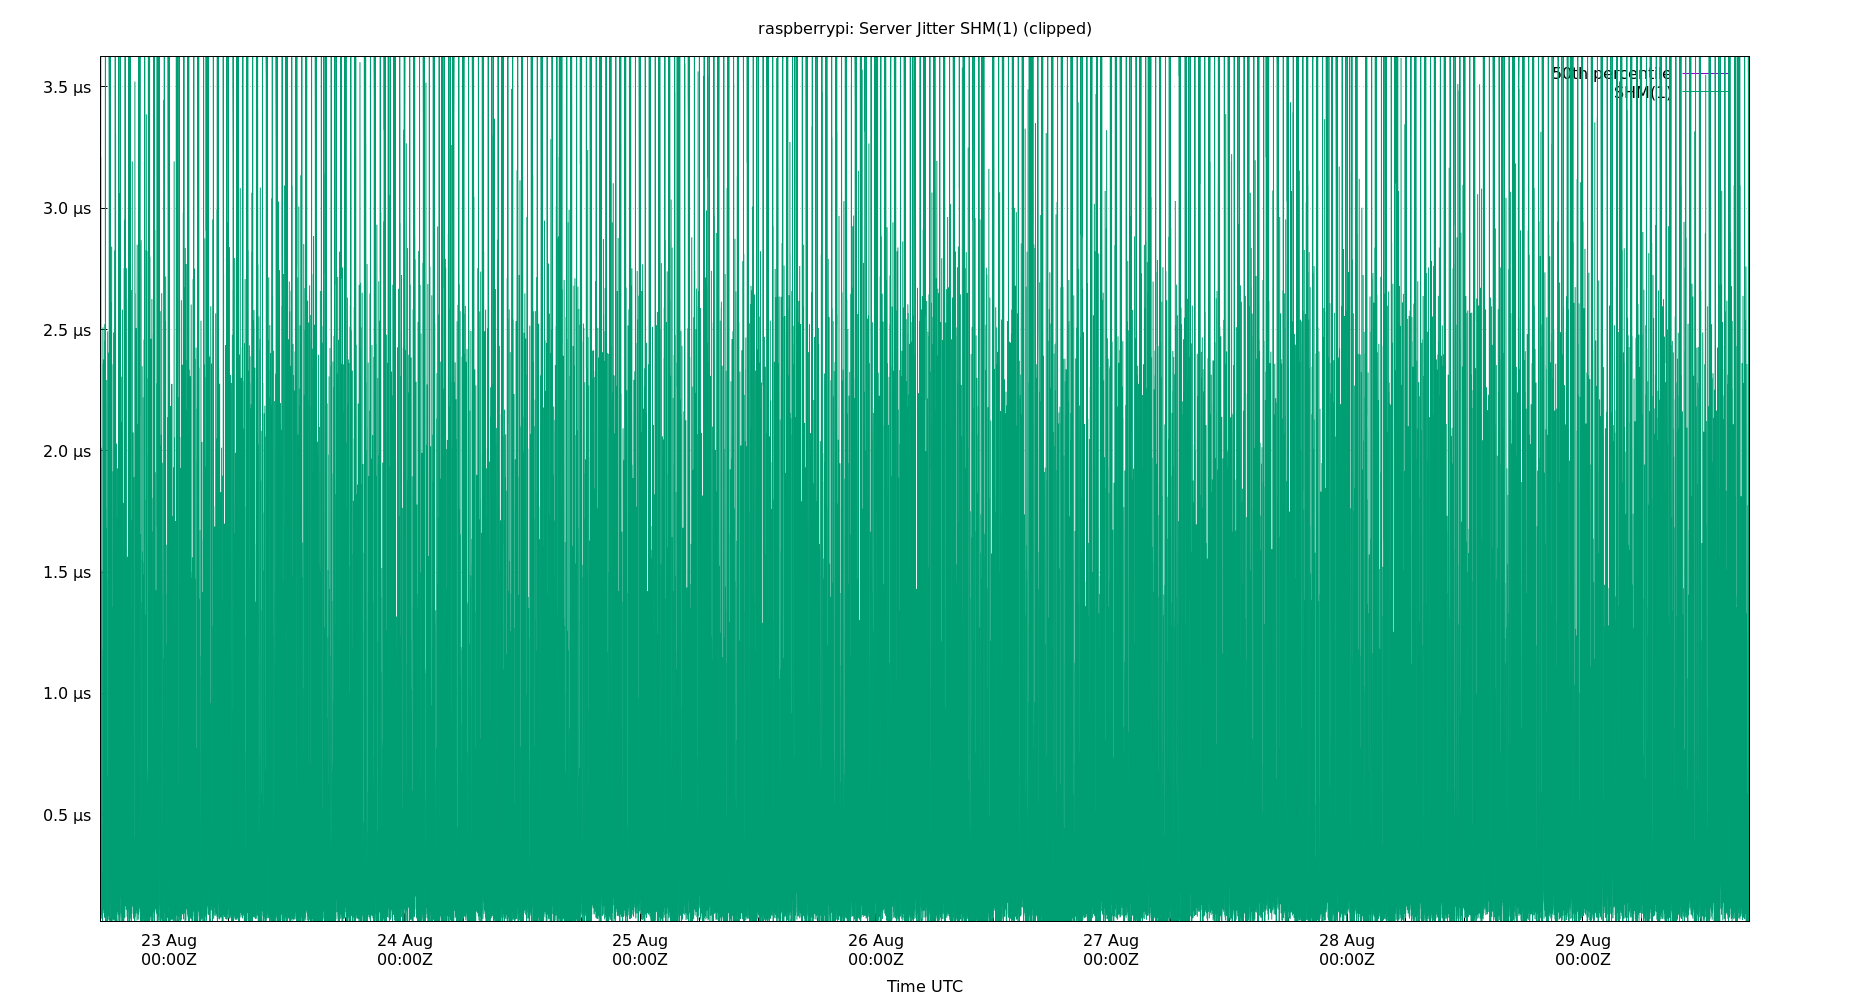 raspberrypi: Server Jitter SHM(1) (clipped)
50th percentile
SHM(1)
3.5 µs
3.0 µs
2.5 µs
2.0 µs
1.5 µs
1.0 µs
0.5 µs
23 Aug 24 Aug 25 Aug 26 Aug 27 Aug 28 Aug 29 Aug
00:00Z 00:00Z 00:00Z 00:00Z 00:00Z 00:00Z 00:00Z
Time UTC